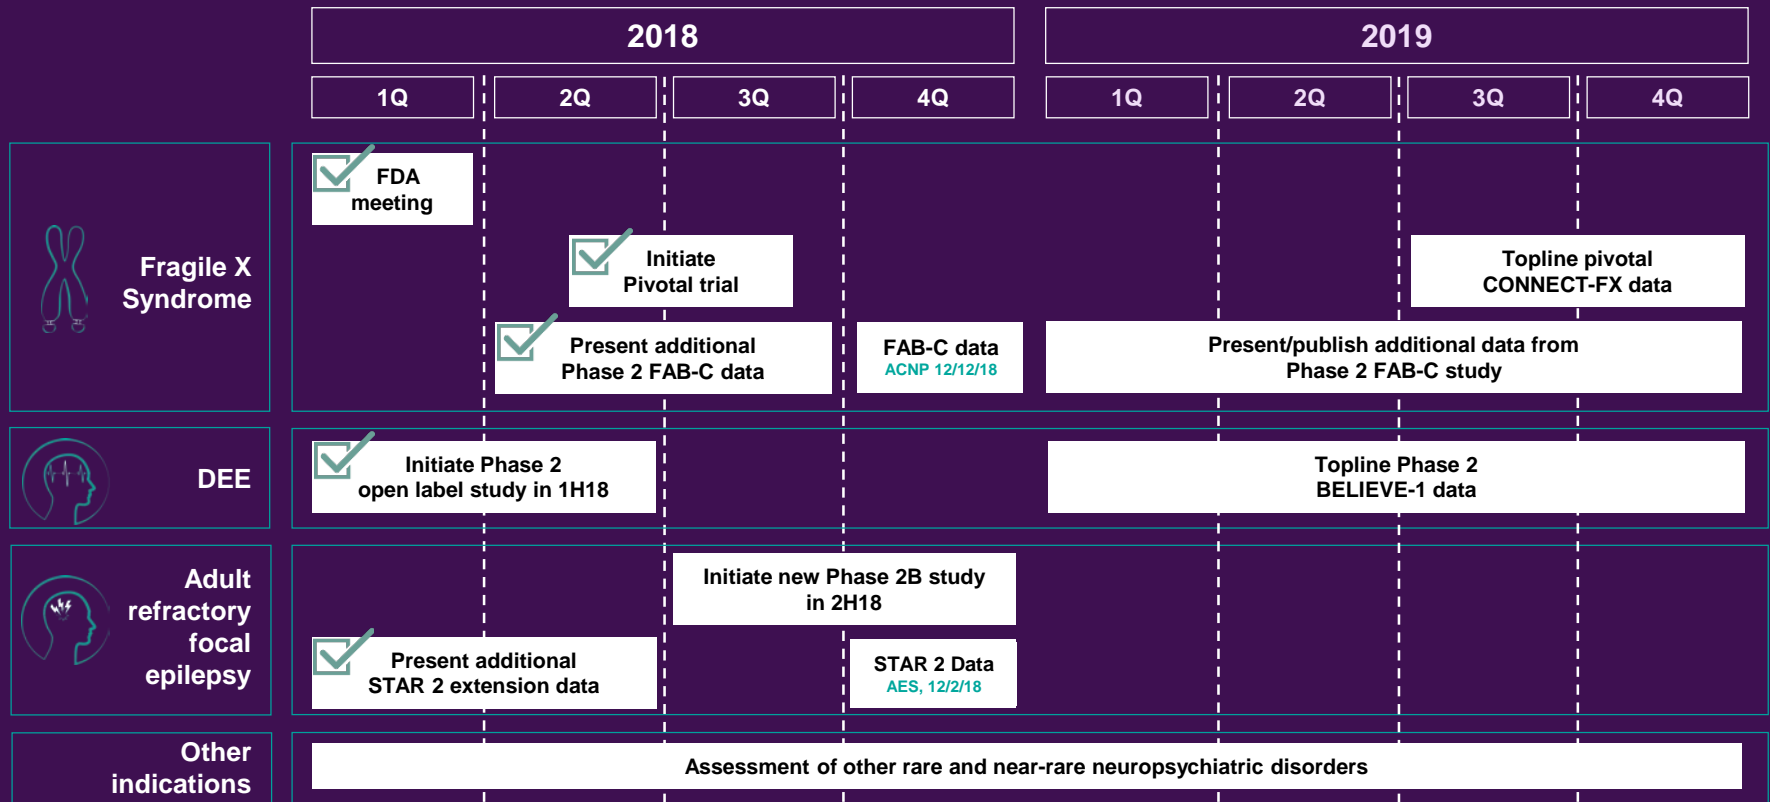 2018
2019
1Q
2Q
3Q
4Q
1Q
2Q
3Q
4Q
Fragile X
Syndrome
FDA
meeting
Initiate
Pivotal trial
Topline pivotal
CONNECT-FX data
Present additional
Phase 2 FAB-C data
FAB-C data
ACNP 12/12/18
Present/publish additional data from
Phase 2 FAB-C study
DEE
Initiate Phase 2
open label study in 1H18
Topline Phase 2
BELIEVE-1 data
Adult
refractory
focal
epilepsy
Initiate new Phase 2B study
in 2H18
Present additional
STAR 2 extension data
STAR 2 Data
AES, 12/2/18
Other
indications
Assessment of other rare and near-rare neuropsychiatric disorders